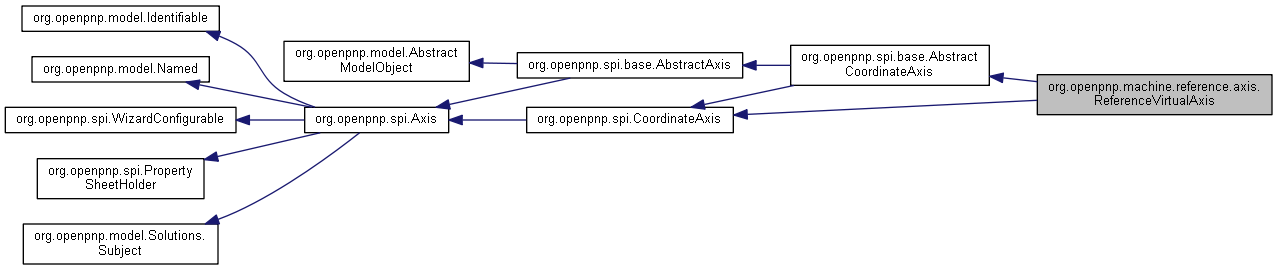 org.openpnp.model.Identifiable
org.openpnp.model.Named
org.openpnp.spi.WizardConfigurable
org.openpnp.spi.Property
SheetHolder
org.openpnp.model.Solutions.
Subject
org.openpnp.model.Abstract
ModelObject
org.openpnp.spi.Axis
org.openpnp.spi.base.AbstractAxis
org.openpnp.spi.CoordinateAxis
org.openpnp.spi.base.Abstract
CoordinateAxis
org.openpnp.machine.reference.axis.
ReferenceVirtualAxis